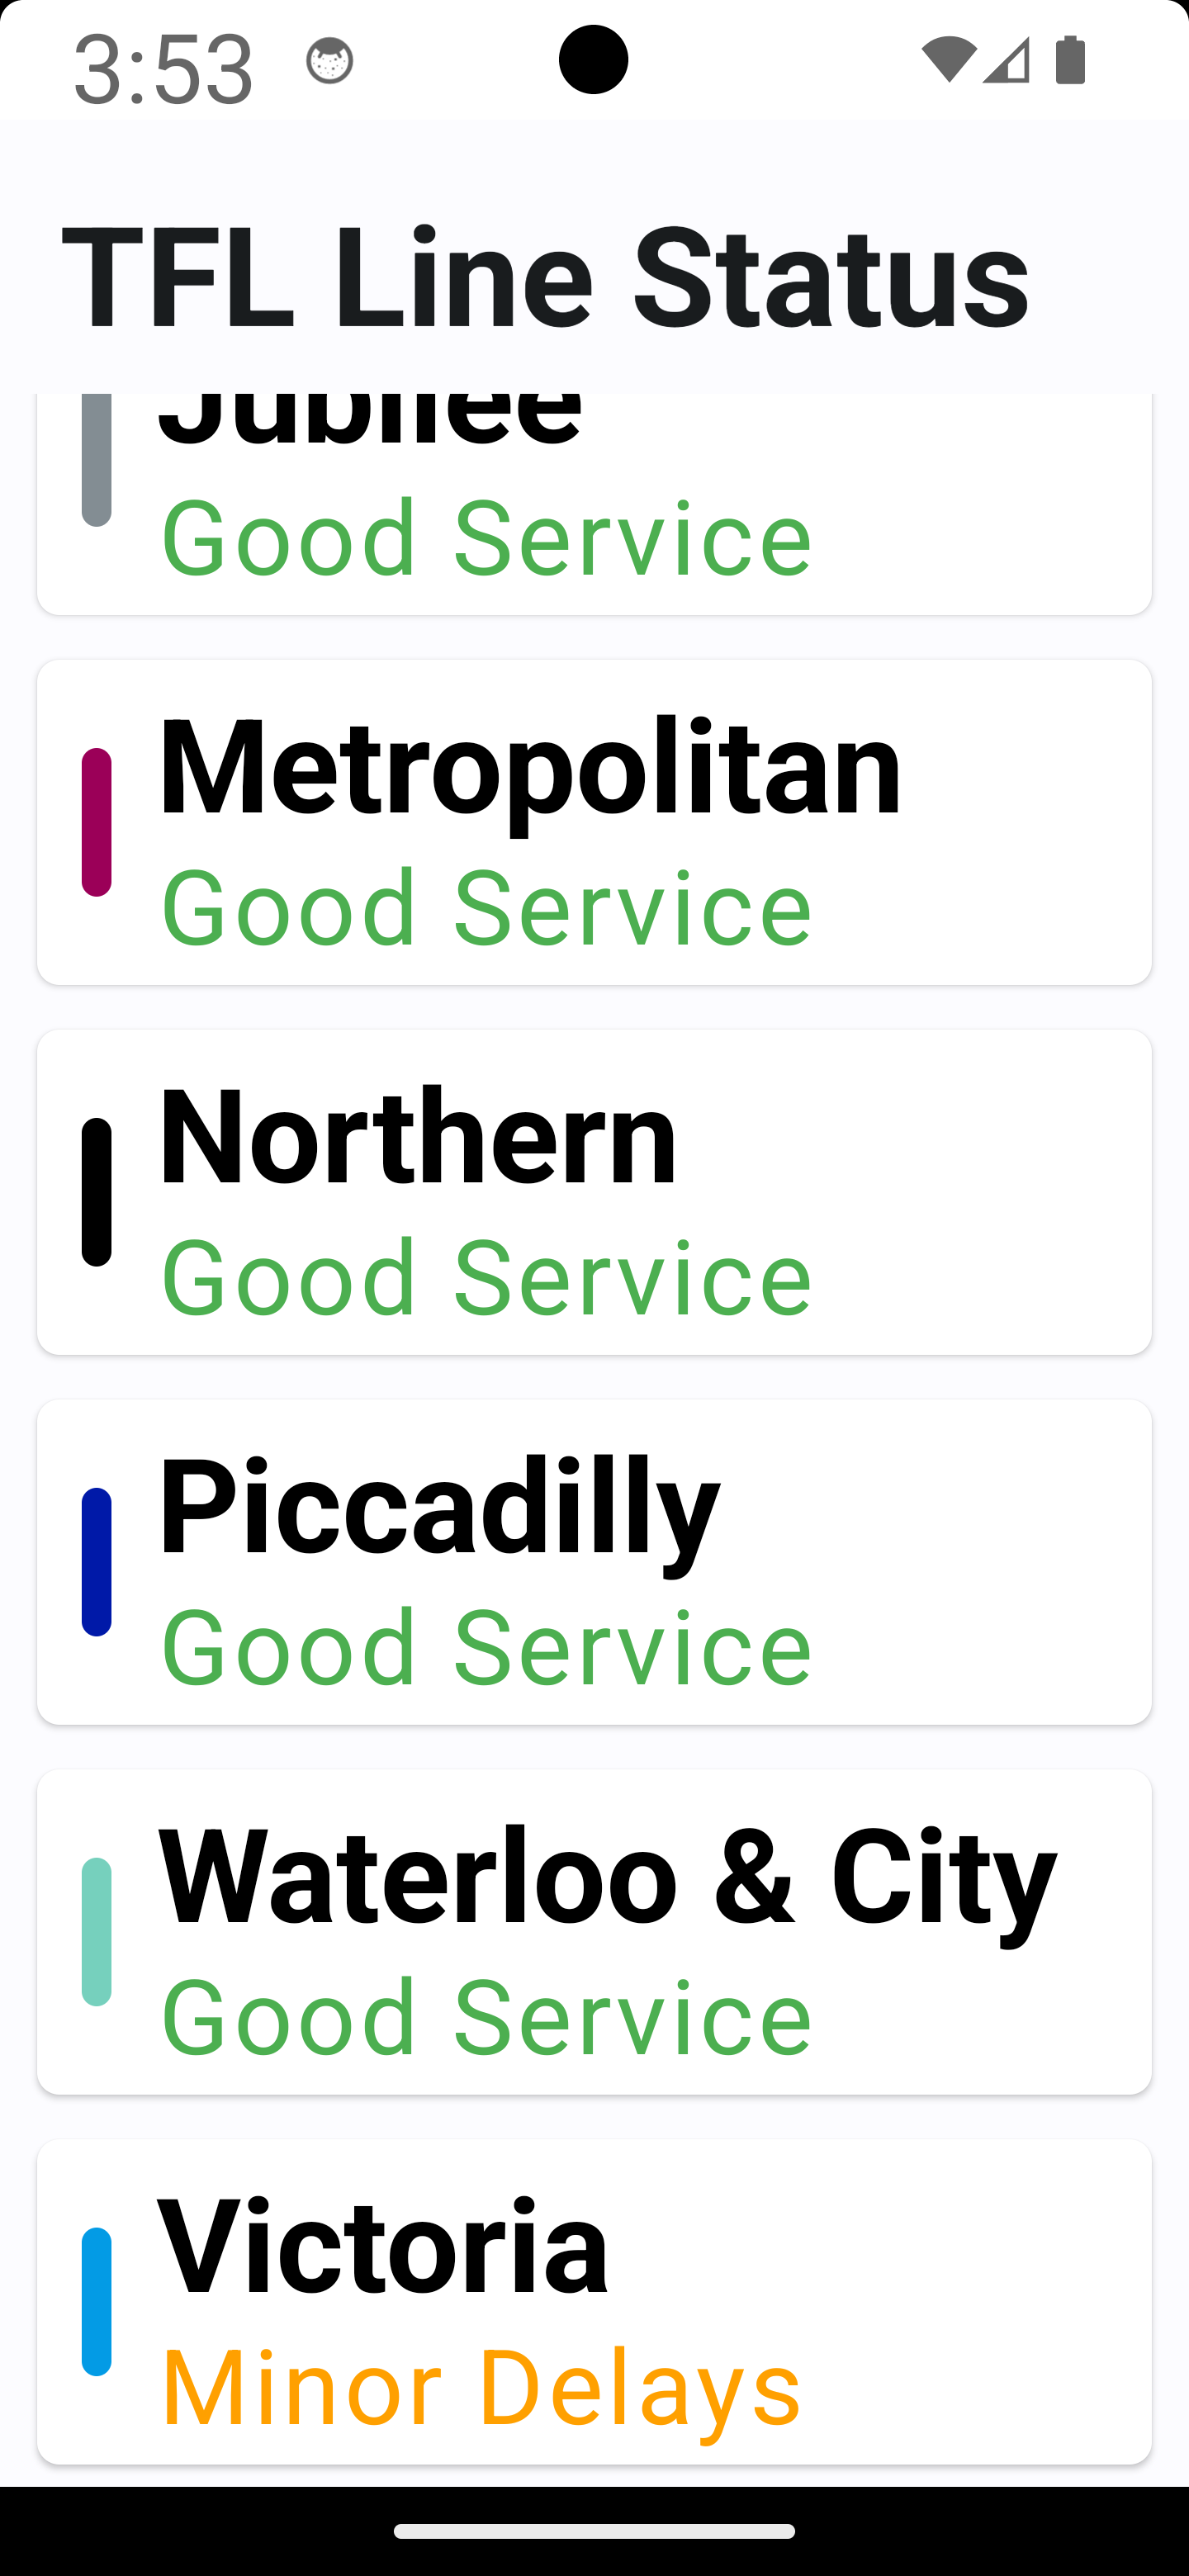 3:53
TFL Line Status
Jubilee
Good Service
Metropolitan
Good Service
Northern
Good Service
Piccadilly
Good Service
Waterloo & City
Good Service
Victoria
Minor Delays